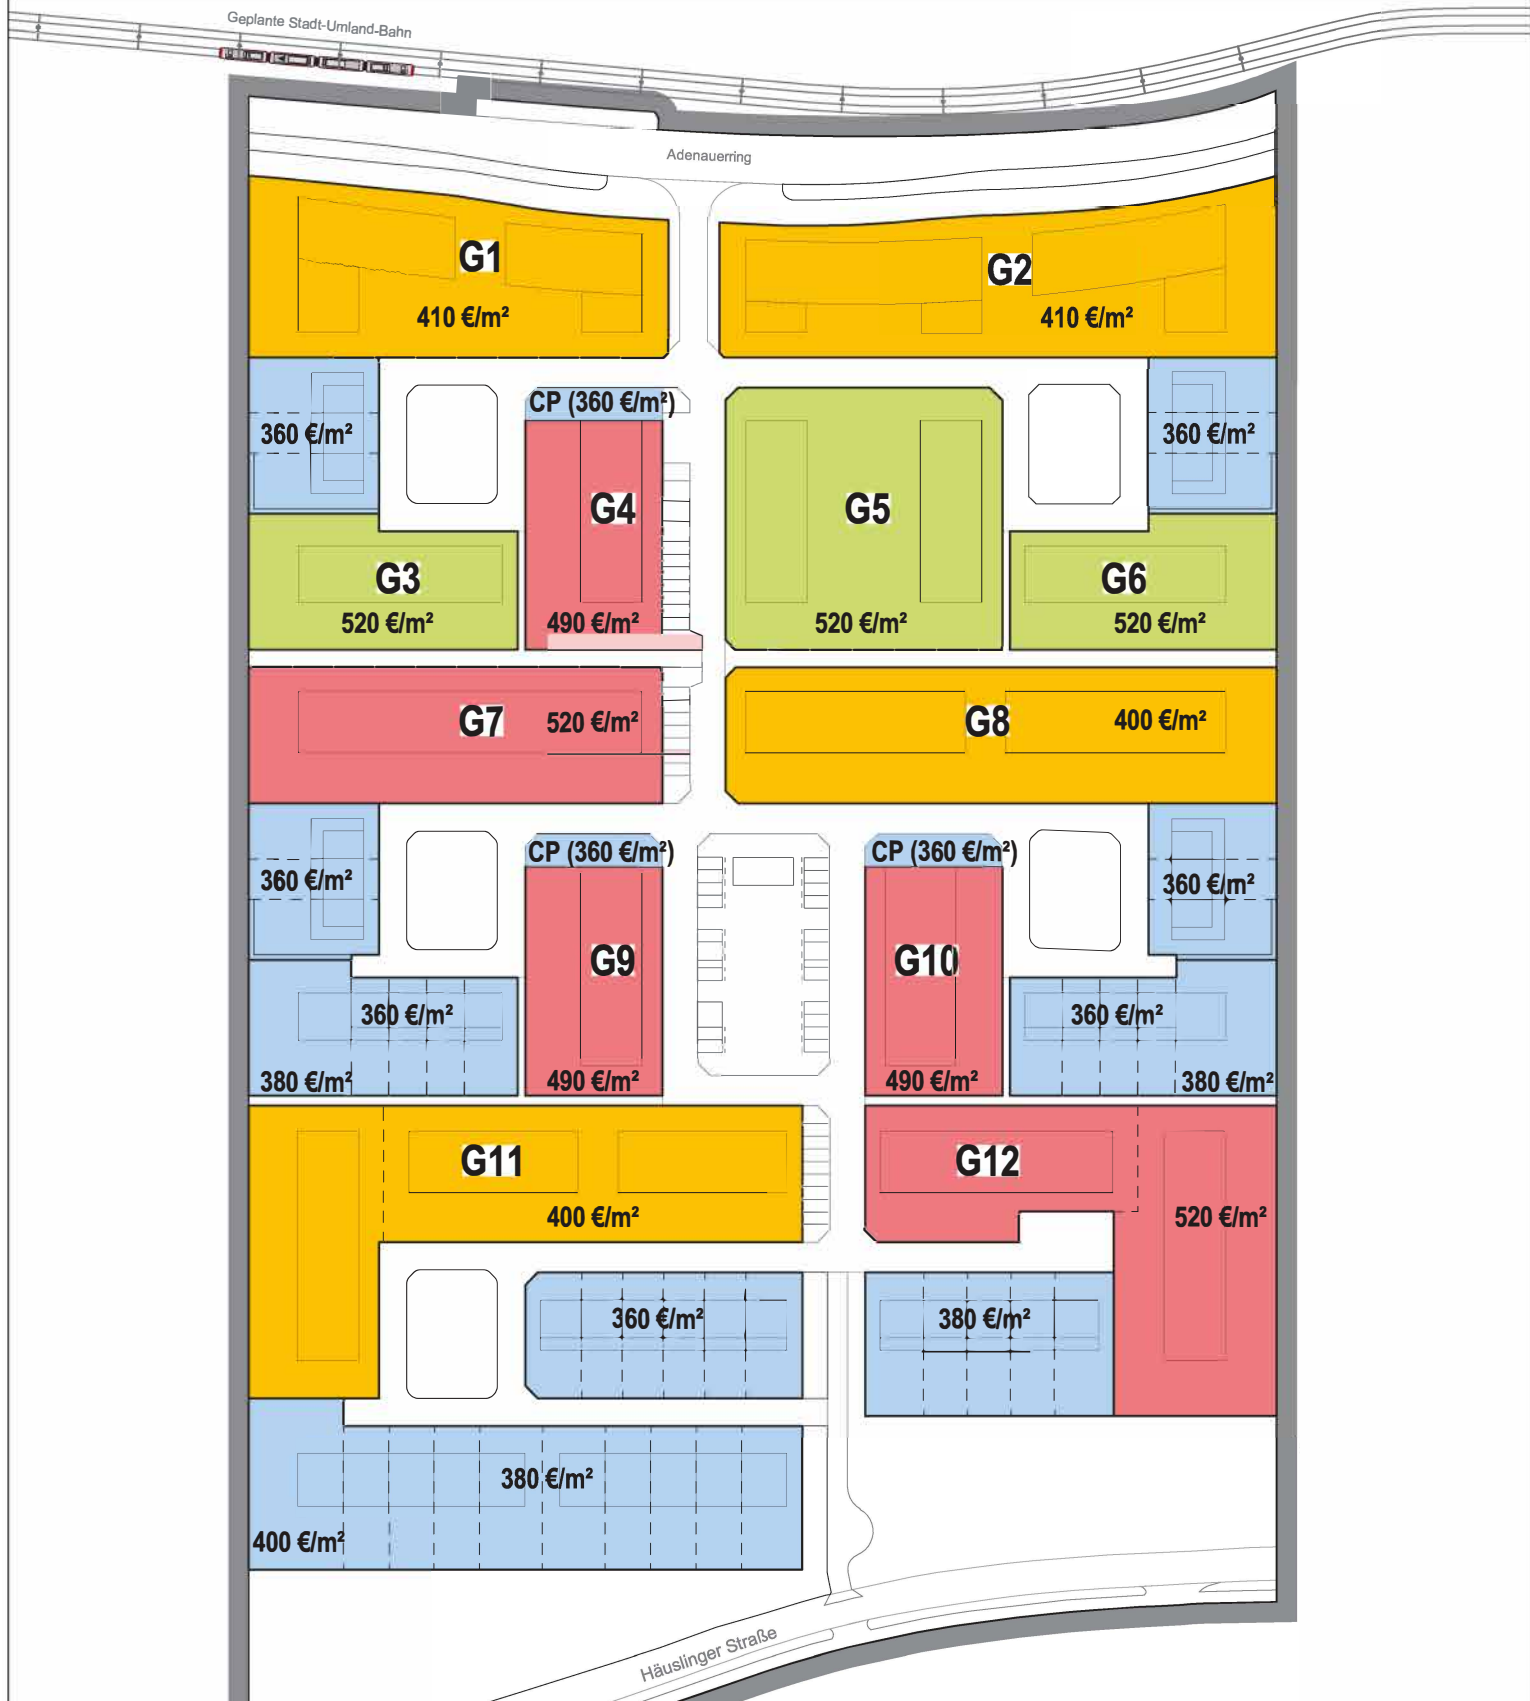 Geplante Stadt-Umland-Bahn
Adenauerring
G1
G2
410 €/m²
410 €/m²
CP (360 €/m²)
360 €/m²
360 €/m²
G4
G5
G3
G6
520 €/m²
490 €/m²
520 €/m²
520 €/m²
G7
520 €/m²
G8
400 €/m²
CP (360 €/m²)
CP (360 €/m²)
360 €/m²
360 €/m²
G9
G10
360 €/m²
360 €/m²
380 €/m²
490 €/m²
490 €/m²
380 €/m²
G11
G12
400 €/m²
520 €/m²
360 €/m²
380 €/m²
380 €/m²
400 €/m²
Häuslinger Straße